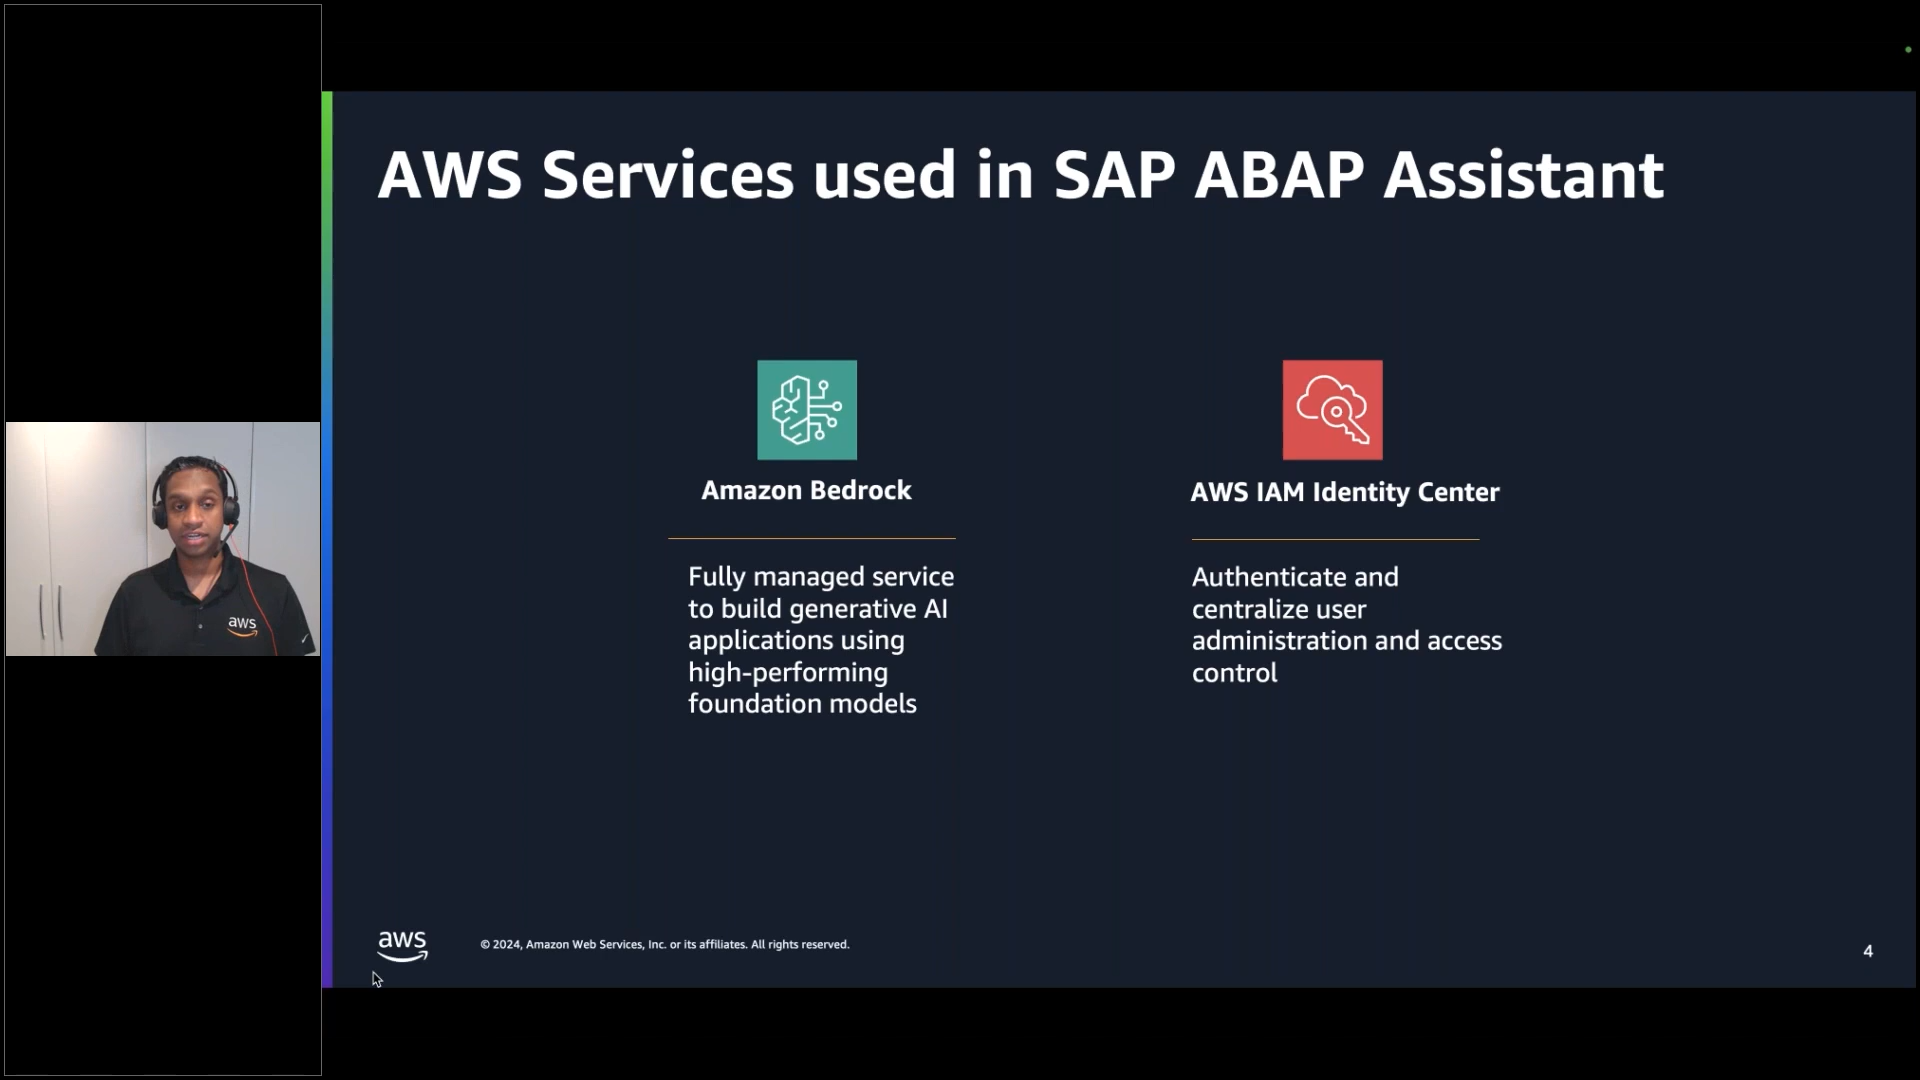 AWS Services used in SAP ABAP Assistant
Amazon Bedrock
Fully managed service
to build generative AI
applications using
high-performing
foundation models
AWS IAM Identity Center
Authenticate and
centralize user
administration and access
control
aws
aws
© 2024, Amazon Web Services, Inc. or its affiliates. All rights reserved.
4